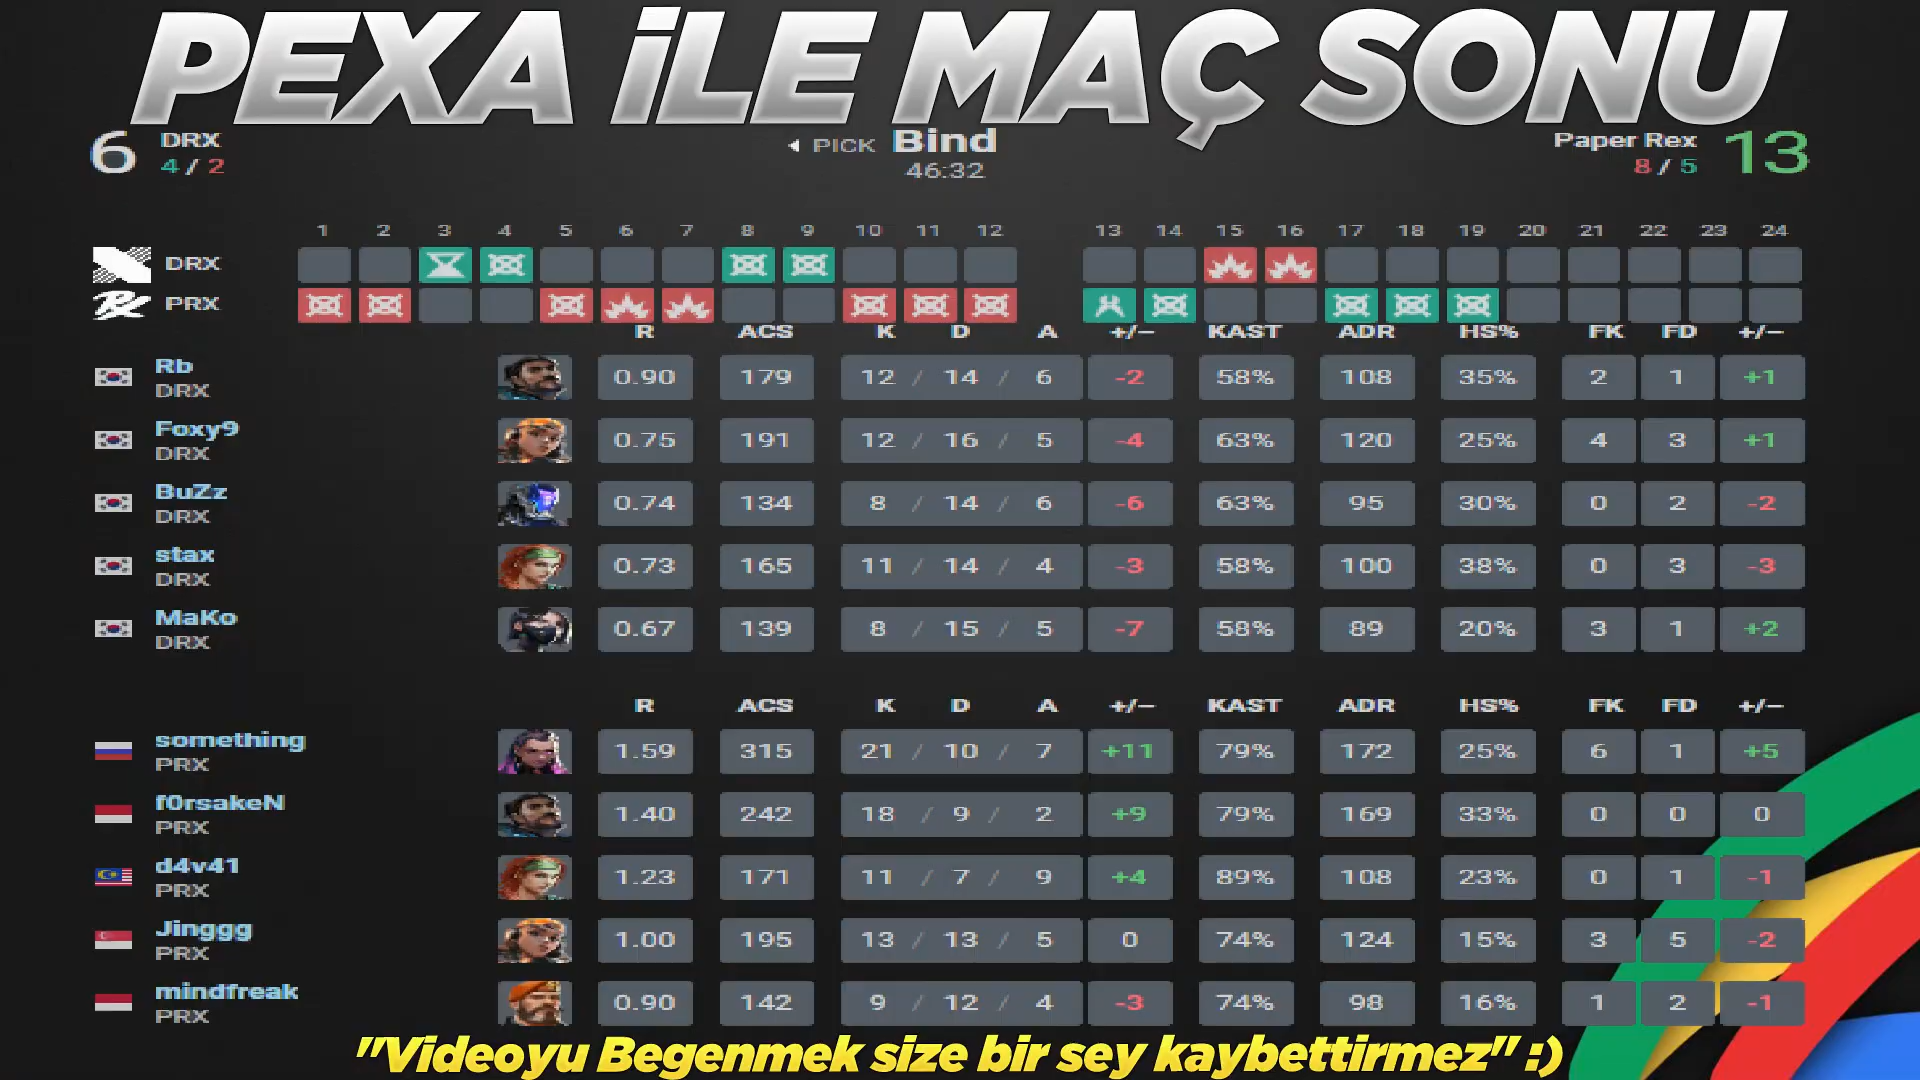 PEXA iLE MAÇ SONU
6 DRX ◂ PICK Bind Paper Rex 13
4 / 2 46:32 8 / 5
1 2 3 4 5 6 7 8 9 10 11 12 13 14 15 16 17 18 19 20 21 22 23 24
DRX
PRX
R ACS K D A +/− KAST ADR HS% FK FD +/−
Rb DRX 0.90 179 12 / 14 / 6 -2 58% 108 35% 2 1 +1
Foxy9 DRX 0.75 191 12 / 16 / 5 -4 63% 120 25% 4 3 +1
BuZz DRX 0.74 134 8 / 14 / 6 -6 63% 95 30% 0 2 -2
stax DRX 0.73 165 11 / 14 / 4 -3 58% 100 38% 0 3 -3
MaKo DRX 0.67 139 8 / 15 / 5 -7 58% 89 20% 3 1 +2
R ACS K D A +/− KAST ADR HS% FK FD +/−
something PRX 1.59 315 21 / 10 / 7 +11 79% 172 25% 6 1 +5
f0rsakeN PRX 1.40 242 18 / 9 / 2 +9 79% 169 33% 0 0 0
d4v41 PRX 1.23 171 11 / 7 / 9 +4 89% 108 23% 0 1 -1
Jinggg PRX 1.00 195 13 / 13 / 5 0 74% 124 15% 3 5 -2
mindfreak PRX 0.90 142 9 / 12 / 4 -3 74% 98 16% 1 2 -1
"Videoyu Begenmek size bir sey kaybettirmez" :)